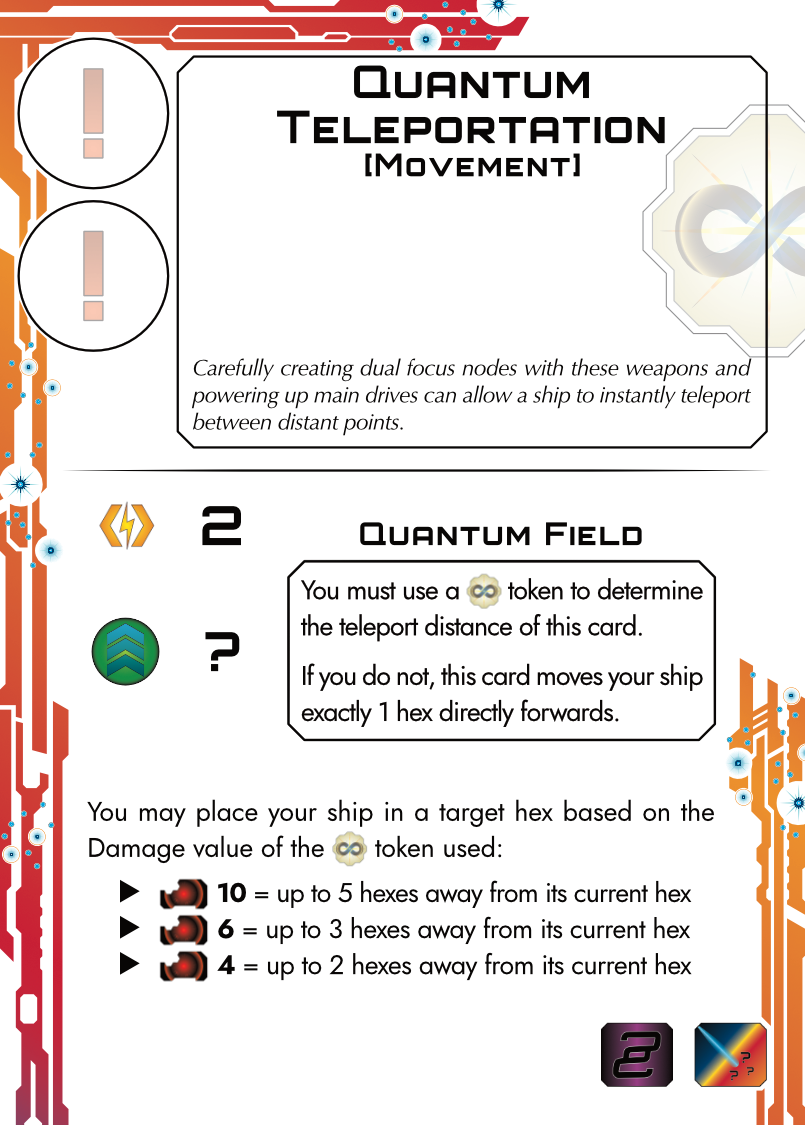 !
QUANTUM
TELEPORTATION
[MOVEMENT]
!
Carefully creating dual focus nodes with these weapons and
powering up main drives can allow a ship to instantly teleport
between distant points.
2
QUANTUM FIELD
You must use a ∞ token to determine
the teleport distance of this card.
?
If you do not, this card moves your ship
exactly 1 hex directly forwards.
You may place your ship in a target hex based on the
Damage value of the ∞ token used:
▶ 10 = up to 5 hexes away from its current hex
▶ 6 = up to 3 hexes away from its current hex
▶ 4 = up to 2 hexes away from its current hex
2
? ? ?